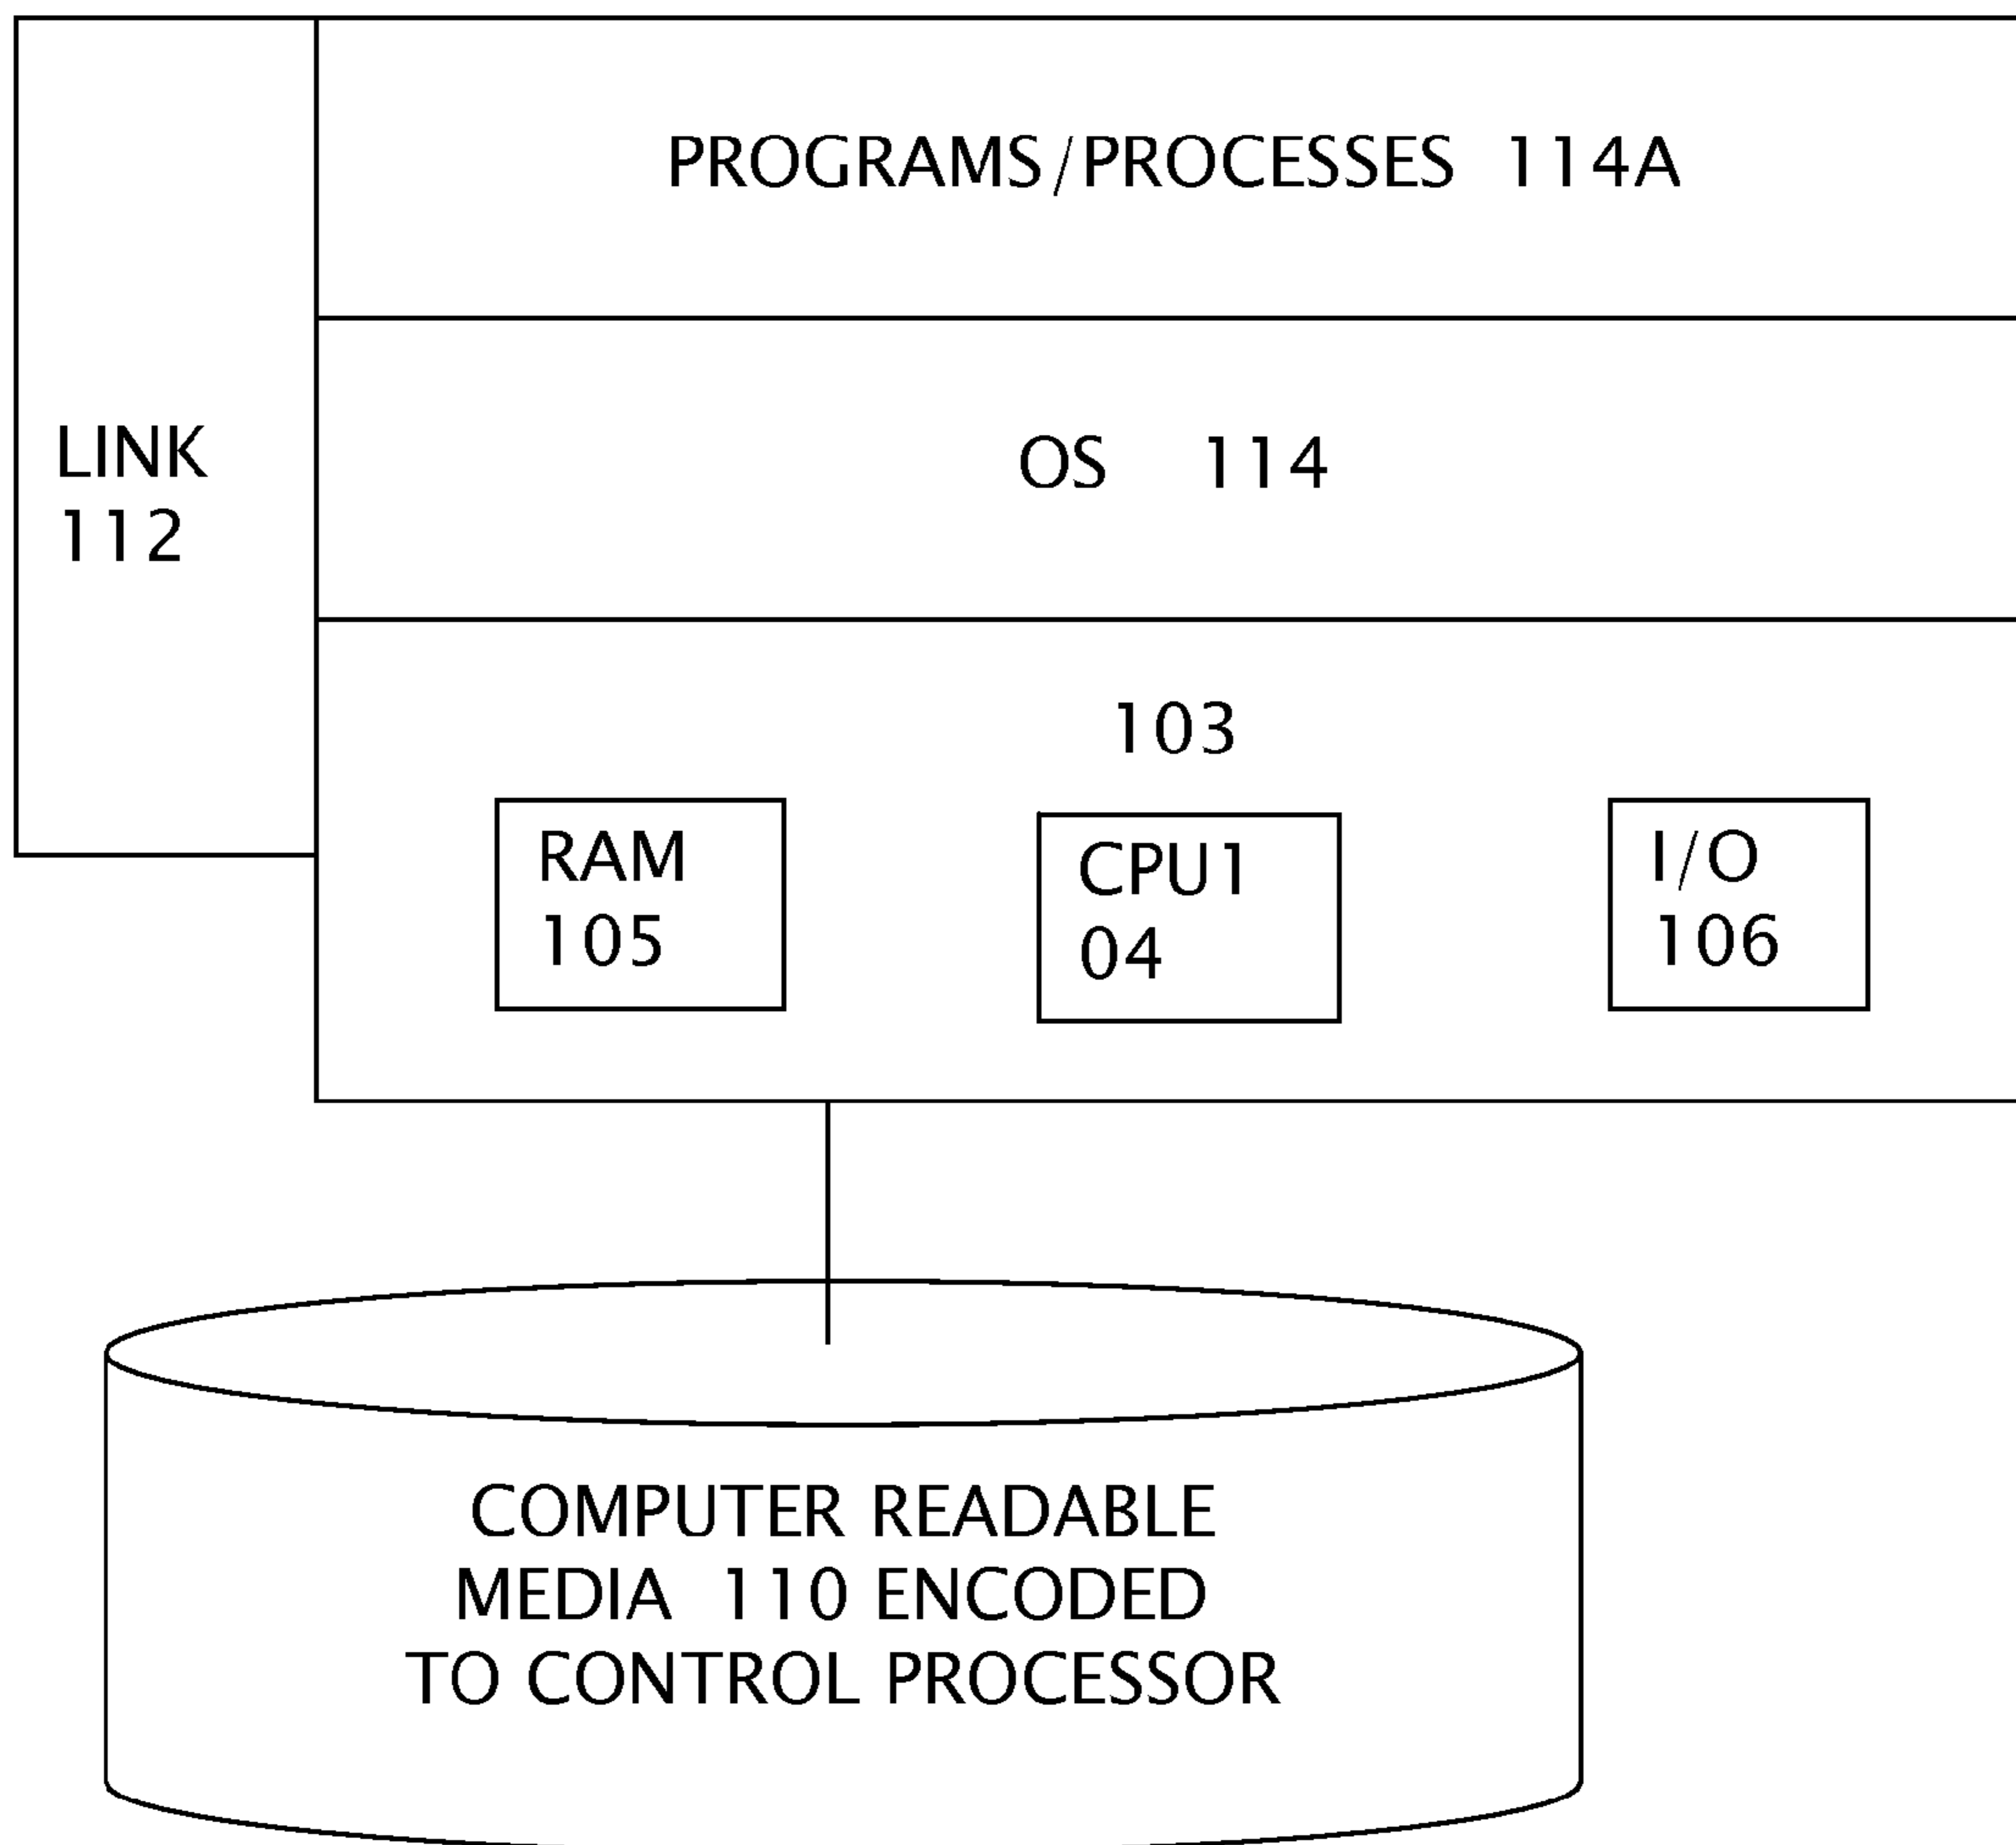 PROGRAMS/PROCESSES 114A
LINK
112
OS 114
103
RAM
105
CPU1
04
I/O
106
COMPUTER READABLE
MEDIA 110 ENCODED
TO CONTROL PROCESSOR